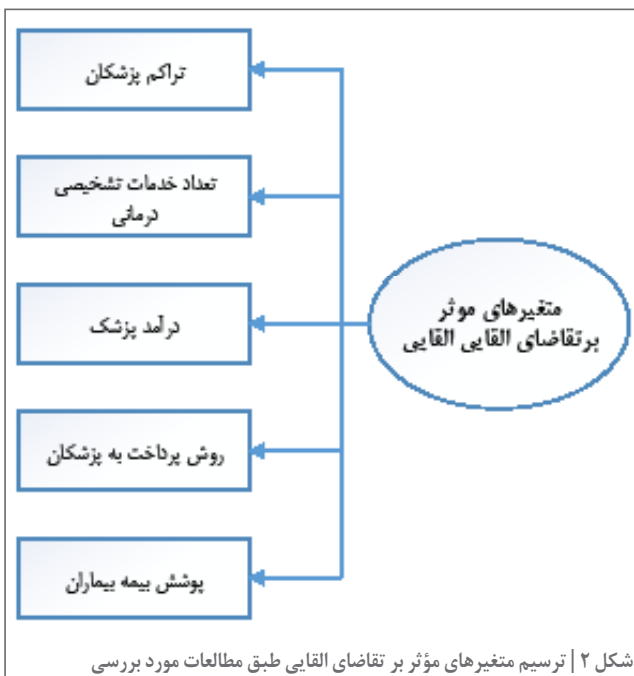 تراکم پزشکان
تعداد خدمات تشخیصی
درمانی
متغیرهای موثر
برتقاضای القایی القایی
درآمد پزشک
روش پرداخت به پزشکان
پوشش بیمه بیماران
شکل ۲ | ترسیم متغیرهای مؤثر بر تقاضای القایی طبق مطالعات مورد بررسی